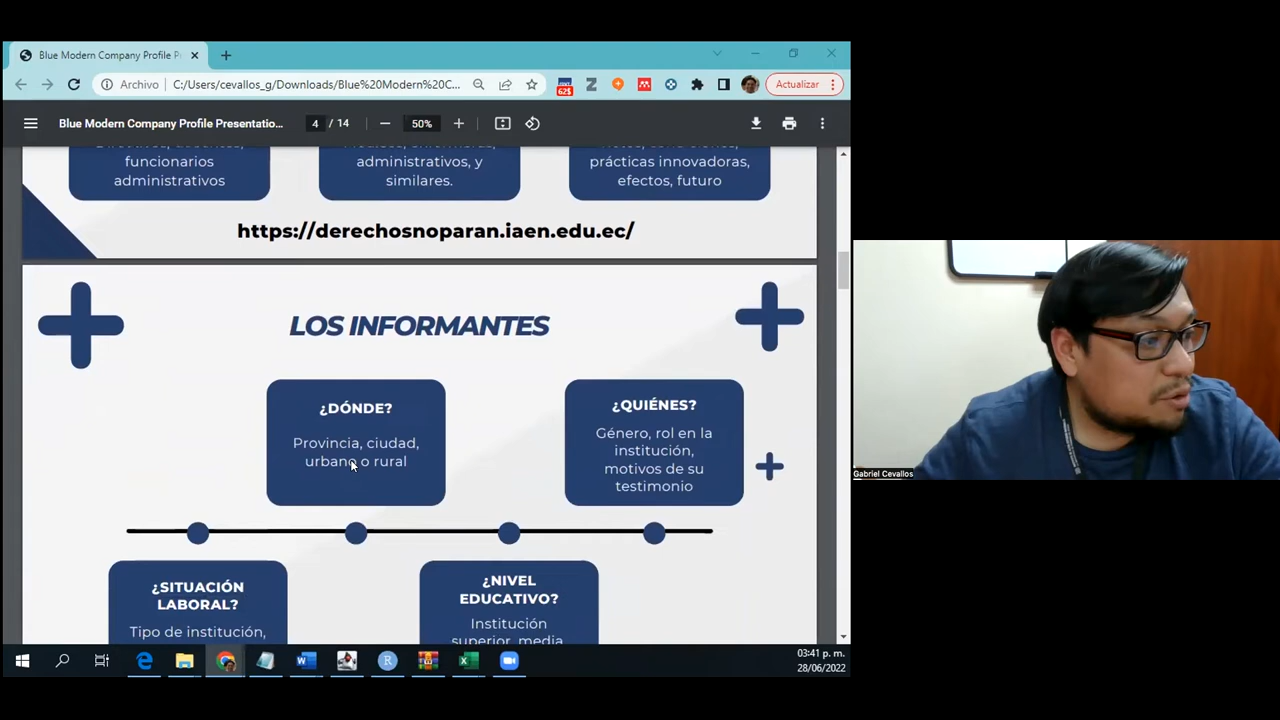 Blue Modern Company Profile P
Archivo
C:/Users/cevallos_g/Downloads/Blue%20Modern%20C...
62$
Z
Actualizar
Blue Modern Company Profile Presentatio...
4 / 14
50%
funcionarios
administrativos
administrativos, y
similares.
prácticas innovadoras,
efectos, futuro
https://derechosnoparan.iaen.edu.ec/
LOS INFORMANTES
¿DÓNDE?
Provincia, ciudad,
urbano o rural
¿QUIÉNES?
Género, rol en la
institución,
motivos de su
testimonio
¿SITUACIÓN
LABORAL?
Tipo de institución,
¿NIVEL
EDUCATIVO?
Institución
superior, media
Gabriel Cevallos
03:41 p. m.
28/06/2022